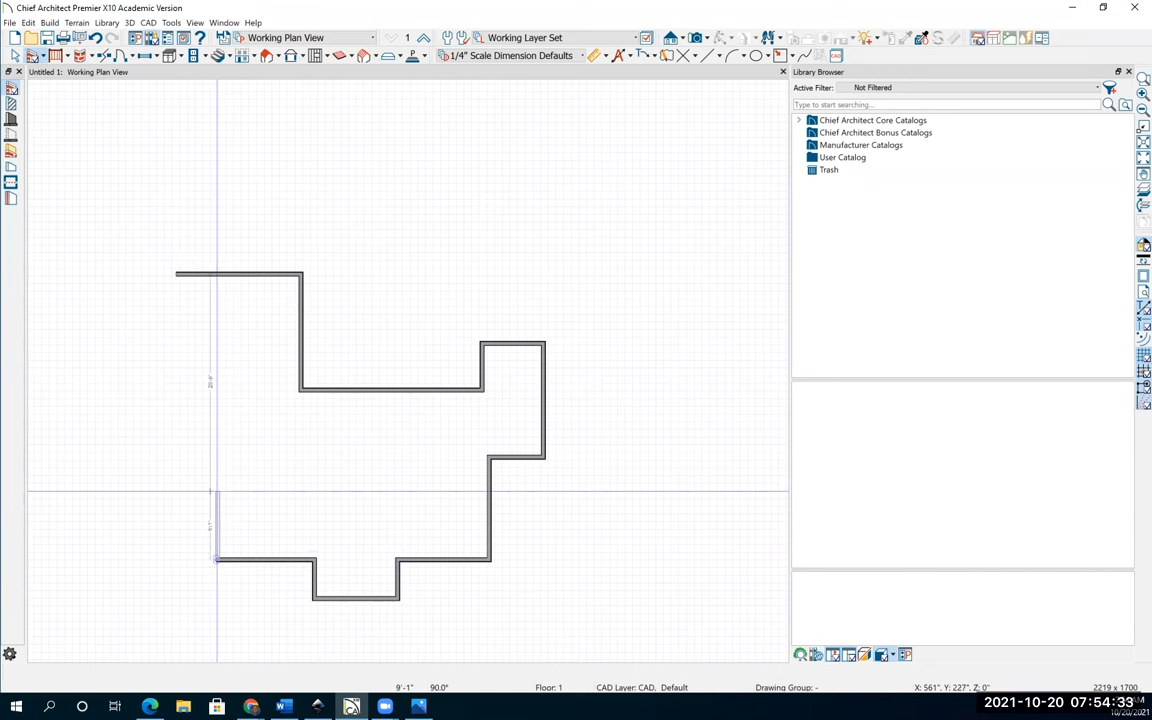 Chief Architect Premier X10 Academic Version
File Edit Build Terrain Library 3D CAD Tools View Window Help
Working Plan View 1 Working Layer Set
1/4" Scale Dimension Defaults
Untitled 1: Working Plan View
Library Browser
Active Filter: Not Filtered
Type to start searching...
Chief Architect Core Catalogs
Chief Architect Bonus Catalogs
Manufacturer Catalogs
User Catalog
Trash
9'-1" 90.0° Floor: 1 CAD Layer: CAD, Default Drawing Group: - X: 561", Y: 227", Z: 0" 2219 x 1700
2021-10-20 07:54:33
10/20/2021